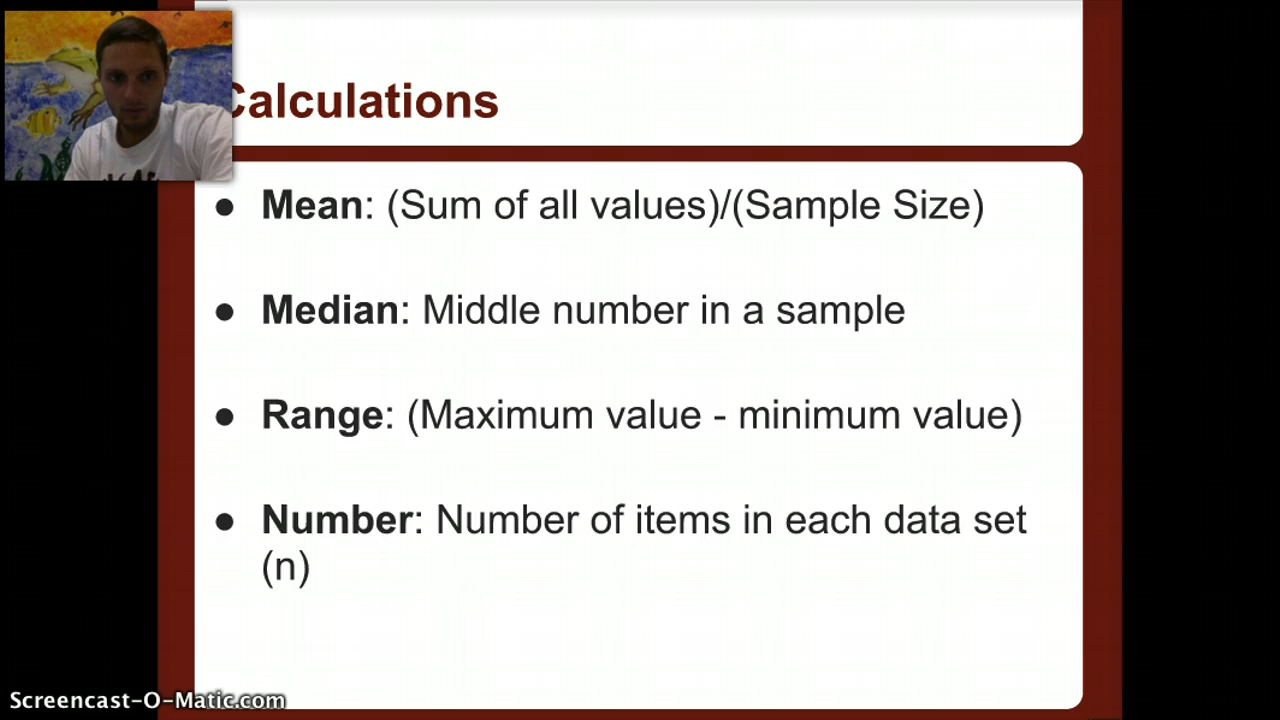 Calculations
● Mean: (Sum of all values)/(Sample Size)
● Median: Middle number in a sample
● Range: (Maximum value - minimum value)
● Number: Number of items in each data set
(n)
Screencast-O-Matic.com